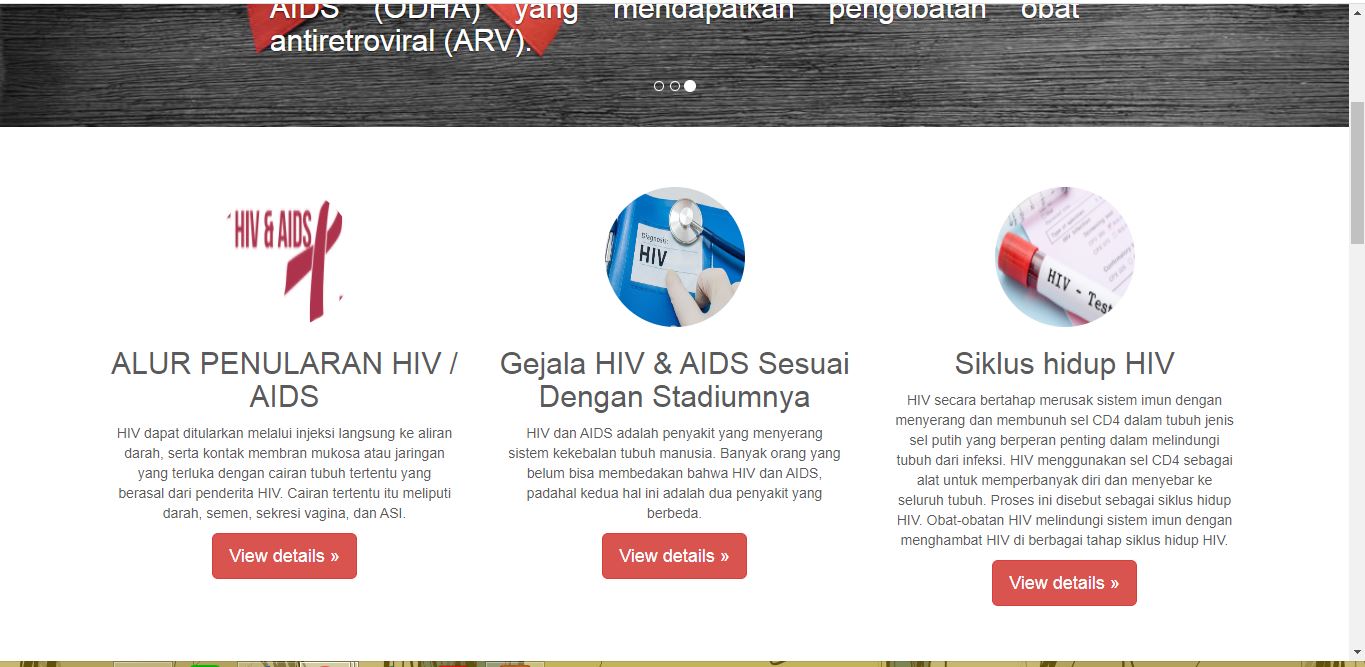 AIDS (ODHA) yang mendapatkan pengobatan obat
antiretroviral (ARV).
HIV & AIDS
Diagnosis:
HIV
HIV - Test
ALUR PENULARAN HIV /
AIDS
HIV dapat ditularkan melalui injeksi langsung ke aliran
darah, serta kontak membran mukosa atau jaringan
yang terluka dengan cairan tubuh tertentu yang
berasal dari penderita HIV. Cairan tertentu itu meliputi
darah, semen, sekresi vagina, dan ASI.
View details »
Gejala HIV & AIDS Sesuai
Dengan Stadiumnya
HIV dan AIDS adalah penyakit yang menyerang
sistem kekebalan tubuh manusia. Banyak orang yang
belum bisa membedakan bahwa HIV dan AIDS,
padahal kedua hal ini adalah dua penyakit yang
berbeda.
View details »
Siklus hidup HIV
HIV secara bertahap merusak sistem imun dengan
menyerang dan membunuh sel CD4 dalam tubuh jenis
sel putih yang berperan penting dalam melindungi
tubuh dari infeksi. HIV menggunakan sel CD4 sebagai
alat untuk memperbanyak diri dan menyebar ke
seluruh tubuh. Proses ini disebut sebagai siklus hidup
HIV. Obat-obatan HIV melindungi sistem imun dengan
menghambat HIV di berbagai tahap siklus hidup HIV.
View details »